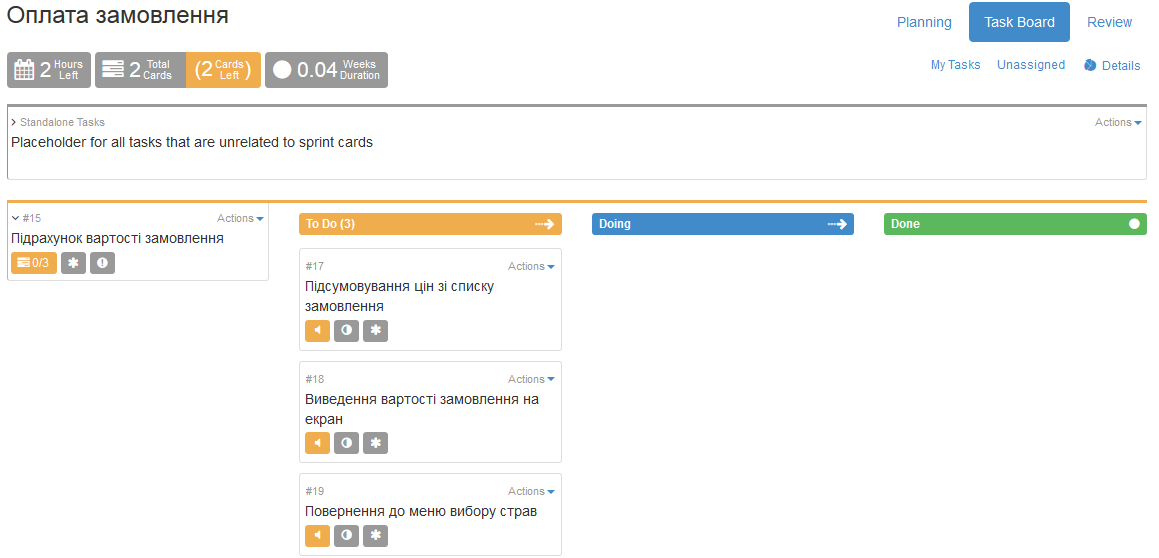 Оплата замовлення
Planning
Task Board
Review
2 Hours Left
2 Total Cards
(2 Cards Left)
0.04 Weeks Duration
My Tasks
Unassigned
Details
Standalone Tasks
Actions
Placeholder for all tasks that are unrelated to sprint cards
#15
Actions
Підрахунок вартості замовлення
0/3
To Do (3)
Doing
Done
#17
Actions
Підсумовування цін зі списку
замовлення
#18
Actions
Виведення вартості замовлення на
екран
#19
Actions
Повернення до меню вибору страв